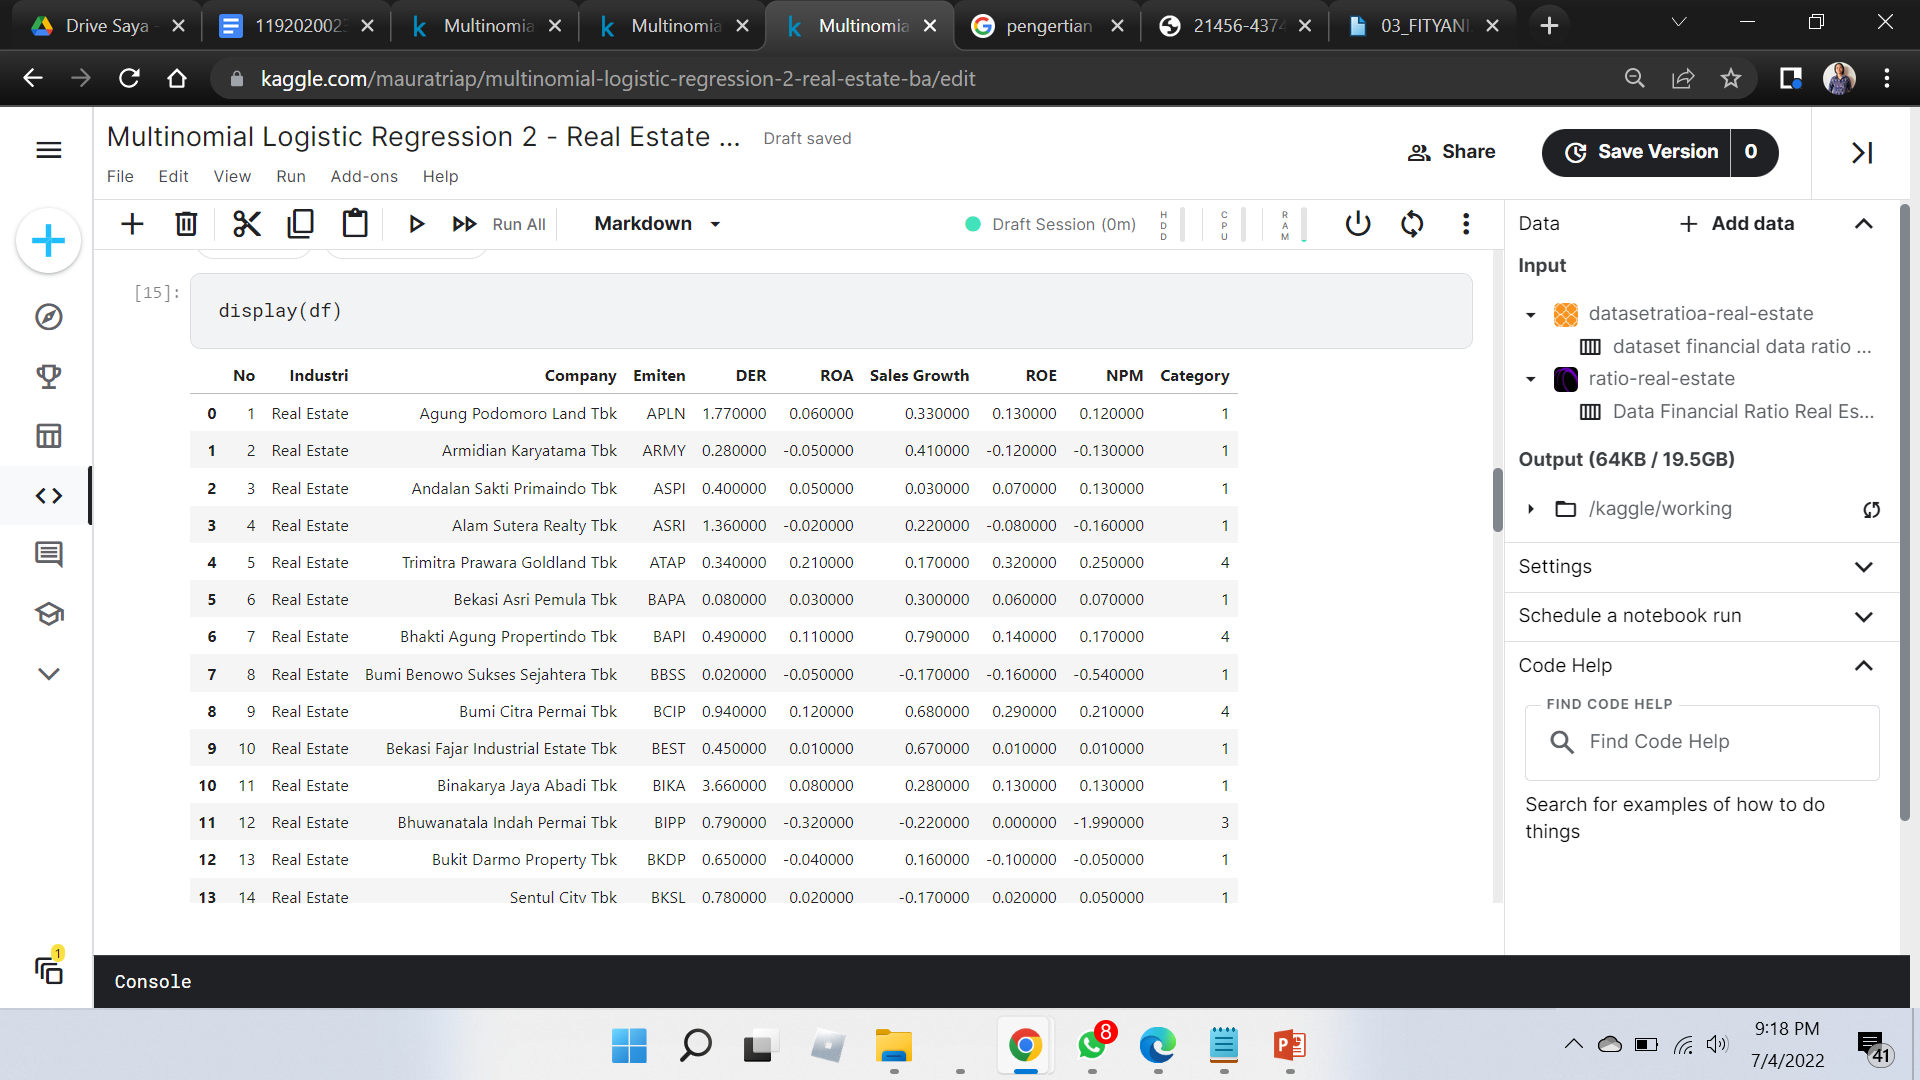 Drive Saya -
119202002
Multinomia
Multinomia
Multinomia
pengertian
21456-4374
03_FITYANI
kaggle.com/mauratriap/multinomial-logistic-regression-2-real-estate-ba/edit
Multinomial Logistic Regression 2 - Real Estate ... Draft saved
Share
Save Version 0
File Edit View Run Add-ons Help
Run All
Markdown
Draft Session (0m)
HDD
CPU
RAM
[15]:
display(df)
No Industri Company Emiten DER ROA Sales Growth ROE NPM Category
0 1 Real Estate Agung Podomoro Land Tbk APLN 1.770000 0.060000 0.330000 0.130000 0.120000 1
1 2 Real Estate Armidian Karyatama Tbk ARMY 0.280000 -0.050000 0.410000 -0.120000 -0.130000 1
2 3 Real Estate Andalan Sakti Primaindo Tbk ASPI 0.400000 0.050000 0.030000 0.070000 0.130000 1
3 4 Real Estate Alam Sutera Realty Tbk ASRI 1.360000 -0.020000 0.220000 -0.080000 -0.160000 1
4 5 Real Estate Trimitra Prawara Goldland Tbk ATAP 0.340000 0.210000 0.170000 0.320000 0.250000 4
5 6 Real Estate Bekasi Asri Pemula Tbk BAPA 0.080000 0.030000 0.300000 0.060000 0.070000 1
6 7 Real Estate Bhakti Agung Propertindo Tbk BAPI 0.490000 0.110000 0.790000 0.140000 0.170000 4
7 8 Real Estate Bumi Benowo Sukses Sejahtera Tbk BBSS 0.020000 -0.050000 -0.170000 -0.160000 -0.540000 1
8 9 Real Estate Bumi Citra Permai Tbk BCIP 0.940000 0.120000 0.680000 0.290000 0.210000 4
9 10 Real Estate Bekasi Fajar Industrial Estate Tbk BEST 0.450000 0.010000 0.670000 0.010000 0.010000 1
10 11 Real Estate Binakarya Jaya Abadi Tbk BIKA 3.660000 0.080000 0.280000 0.130000 0.130000 1
11 12 Real Estate Bhuwanatala Indah Permai Tbk BIPP 0.790000 -0.320000 -0.220000 0.000000 -1.990000 3
12 13 Real Estate Bukit Darmo Property Tbk BKDP 0.650000 -0.040000 0.160000 -0.100000 -0.050000 1
13 14 Real Estate Sentul City Tbk BKSL 0.780000 0.020000 -0.170000 0.020000 0.050000 1
Data
Add data
Input
datasetratioa-real-estate
dataset financial data ratio ...
ratio-real-estate
Data Financial Ratio Real Es...
Output (64KB / 19.5GB)
/kaggle/working
Settings
Schedule a notebook run
Code Help
FIND CODE HELP
Find Code Help
Search for examples of how to do
things
1
Console
8
9:18 PM
7/4/2022
41